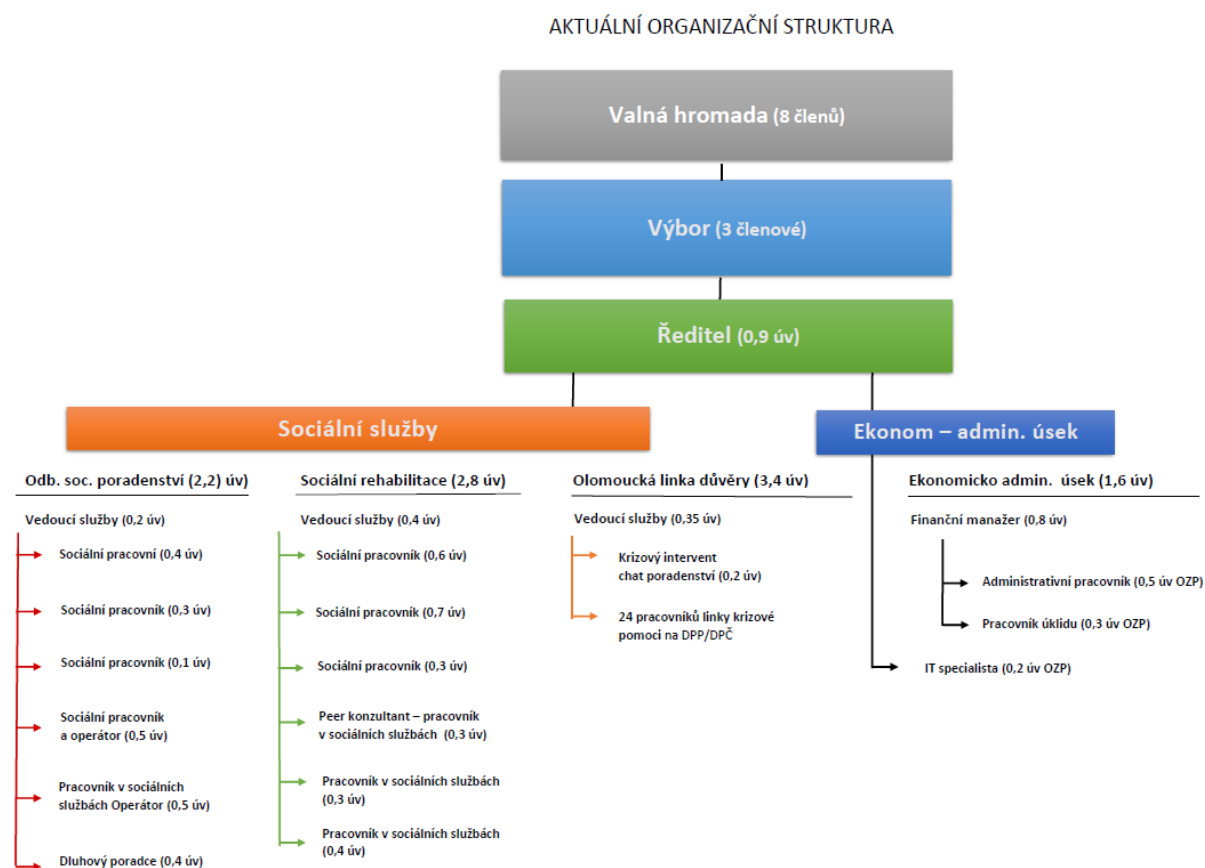 AKTUÁLNÍ ORGANIZAČNÍ STRUKTURA
Valná hromada (8 členů)
Výbor (3 členové)
Ředitel (0,9 úv)
Sociální služby
Ekonom – admin. úsek
Odb. soc. poradenství (2,2) úv)
Vedoucí služby (0,2 úv)
Sociální pracovní (0,4 úv)
Sociální pracovník (0,3 úv)
Sociální pracovník (0,1 úv)
Sociální pracovník
a operátor (0,5 úv)
Pracovník v sociálních
službách Operátor (0,5 úv)
Dluhový poradce (0,4 úv)
Sociální rehabilitace (2,8 úv)
Vedoucí služby (0,4 úv)
Sociální pracovník (0,6 úv)
Sociální pracovník (0,7 úv)
Sociální pracovník (0,3 úv)
Peer konzultant – pracovník
v sociálních službách (0,3 úv)
Pracovník v sociálních službách
(0,3 úv)
Pracovník v sociálních službách
(0,4 úv)
Olomoucká linka důvěry (3,4 úv)
Vedoucí služby (0,35 úv)
Krizový intervent
chat poradenství (0,2 úv)
24 pracovníků linky krizové
pomoci na DPP/DPČ
Ekonomicko admin. úsek (1,6 úv)
Finanční manažer (0,8 úv)
Administrativní pracovník (0,5 úv OZP)
Pracovník úklidu (0,3 úv OZP)
IT specialista (0,2 úv OZP)